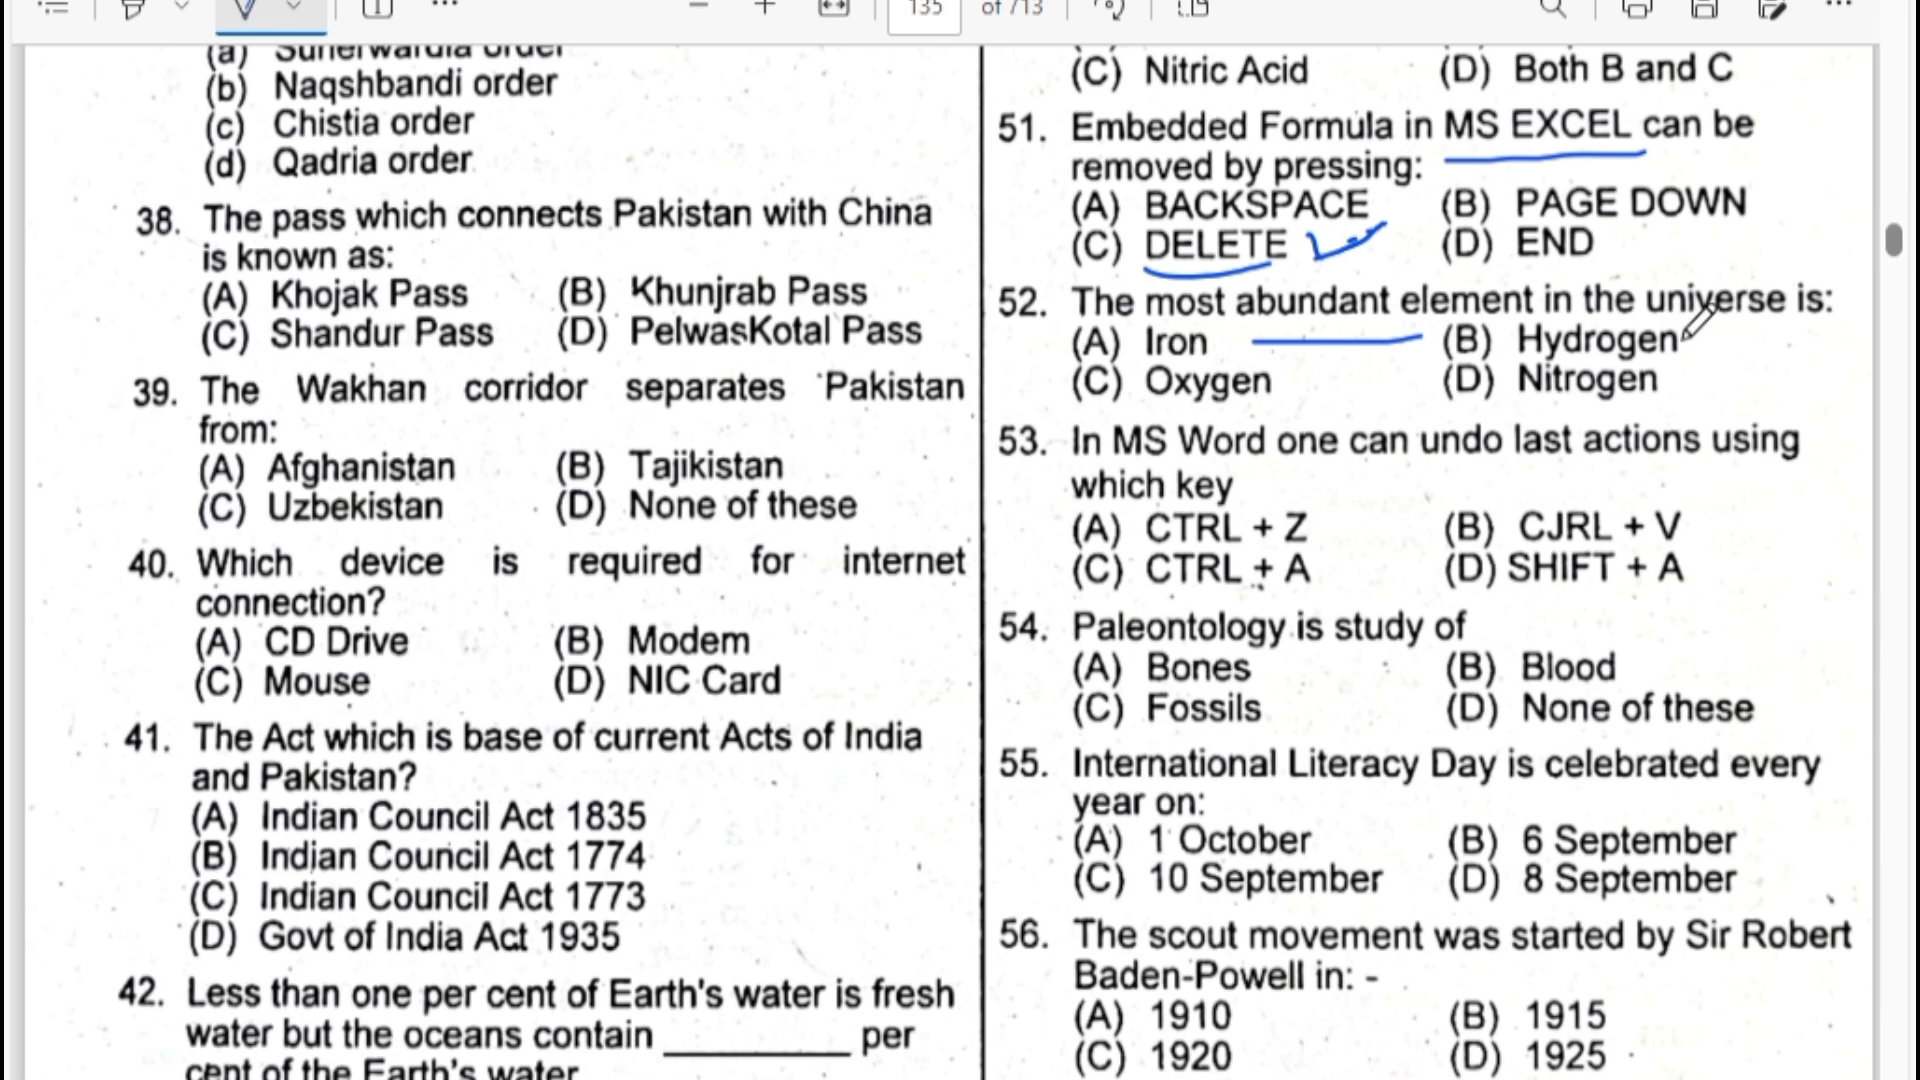 135 of 713
(a) Suherwardia order
(b) Naqshbandi order
(c) Chistia order
(d) Qadria order
38. The pass which connects Pakistan with China
is known as:
(A) Khojak Pass (B) Khunjrab Pass
(C) Shandur Pass (D) PelwasKotal Pass
39. The Wakhan corridor separates Pakistan
from:
(A) Afghanistan (B) Tajikistan
(C) Uzbekistan (D) None of these
40. Which device is required for internet
connection?
(A) CD Drive (B) Modem
(C) Mouse (D) NIC Card
41. The Act which is base of current Acts of India
and Pakistan?
(A) Indian Council Act 1835
(B) Indian Council Act 1774
(C) Indian Council Act 1773
(D) Govt of India Act 1935
42. Less than one per cent of Earth's water is fresh
water but the oceans contain __________ per
cent of the Earth's water
(C) Nitric Acid (D) Both B and C
51. Embedded Formula in MS EXCEL can be
removed by pressing:
(A) BACKSPACE (B) PAGE DOWN
(C) DELETE (D) END
52. The most abundant element in the universe is:
(A) Iron (B) Hydrogen
(C) Oxygen (D) Nitrogen
53. In MS Word one can undo last actions using
which key
(A) CTRL + Z (B) CJRL + V
(C) CTRL + A (D) SHIFT + A
54. Paleontology is study of
(A) Bones (B) Blood
(C) Fossils (D) None of these
55. International Literacy Day is celebrated every
year on:
(A) 1 October (B) 6 September
(C) 10 September (D) 8 September
56. The scout movement was started by Sir Robert
Baden-Powell in: -
(A) 1910 (B) 1915
(C) 1920 (D) 1925